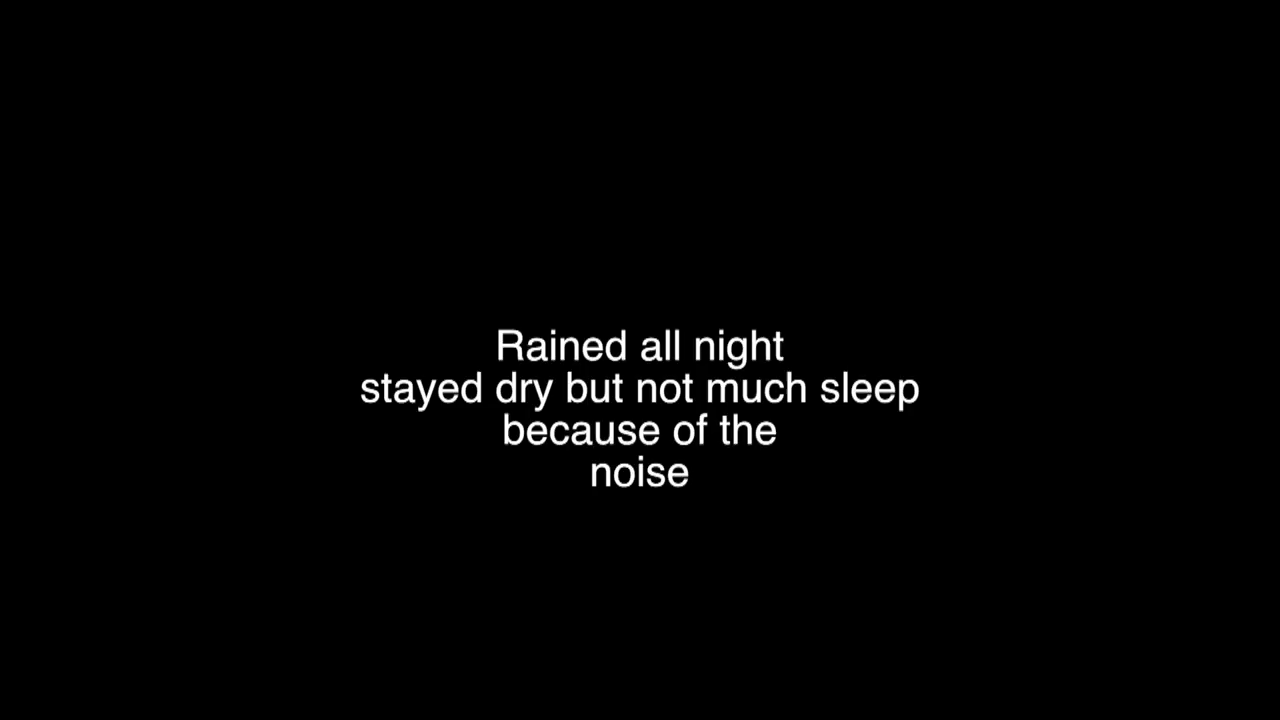 Rained all night
stayed dry but not much sleep
because of the
noise